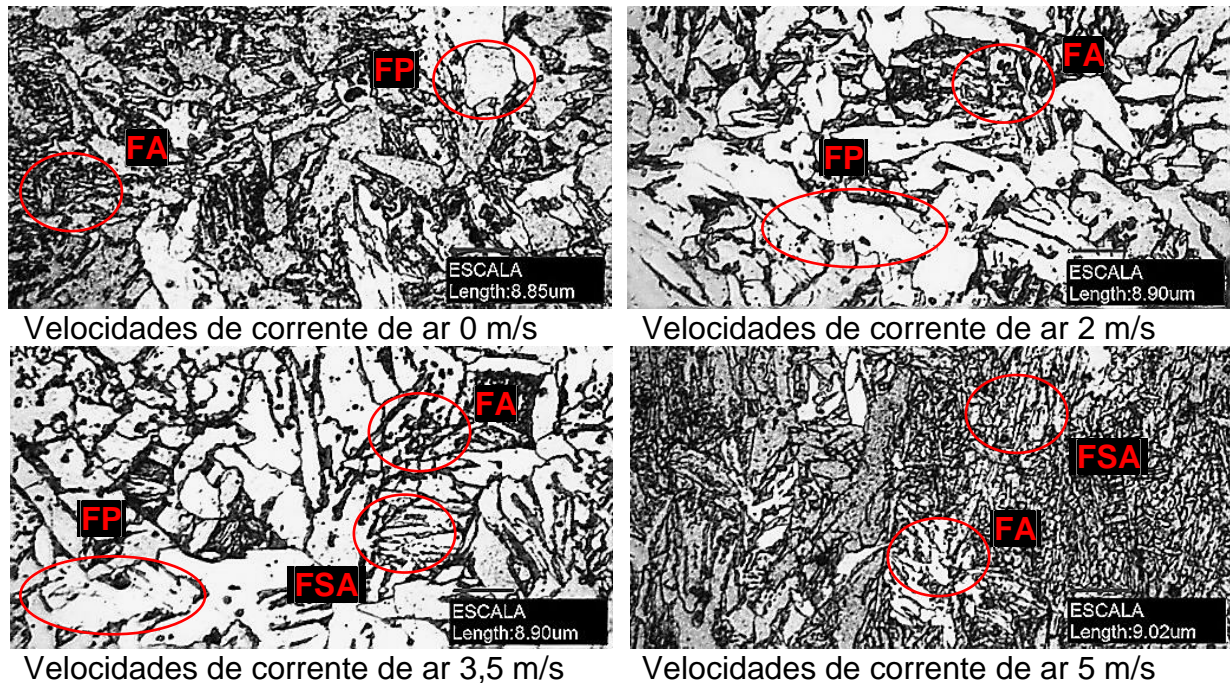 FP
FA
ESCALA
Length:8.85um
Velocidades de corrente de ar 0 m/s
FA
FP
ESCALA
Length:8.90um
Velocidades de corrente de ar 2 m/s
FA
FP
FSA
ESCALA
Length:8.90um
Velocidades de corrente de ar 3,5 m/s
FSA
FA
ESCALA
Length:9.02um
Velocidades de corrente de ar 5 m/s